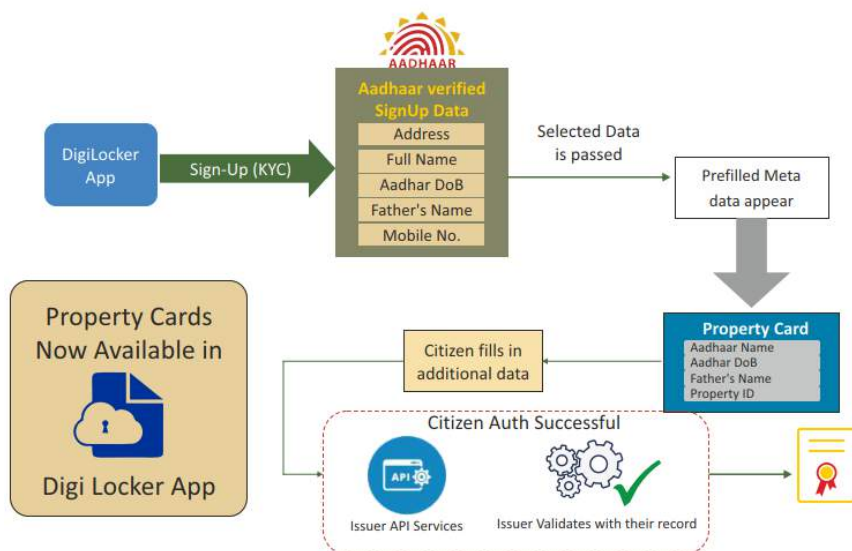 AADHAAR
Aadhaar verified
SignUp Data
Address
Full Name
Aadhar DoB
Father's Name
Mobile No.
DigiLocker
App
Sign-Up (KYC)
Selected Data
is passed
Prefilled Meta
data appear
Property Card
Aadhaar Name
Aadhar DoB
Father's Name
Property ID
Citizen fills in
additional data
Property Cards
Now Available in
Digi Locker App
Citizen Auth Successful
API
Issuer API Services
Issuer Validates with their record